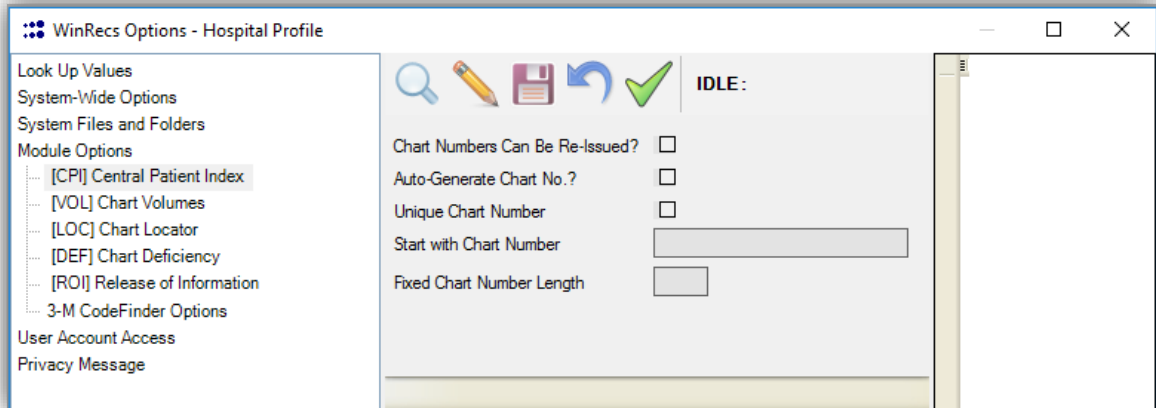 WinRecs Options - Hospital Profile
Look Up Values
System-Wide Options
System Files and Folders
Module Options
[CPI] Central Patient Index
[VOL] Chart Volumes
[LOC] Chart Locator
[DEF] Chart Deficiency
[ROI] Release of Information
3-M CodeFinder Options
User Account Access
Privacy Message
IDLE :
Chart Numbers Can Be Re-Issued?
Auto-Generate Chart No.?
Unique Chart Number
Start with Chart Number
Fixed Chart Number Length